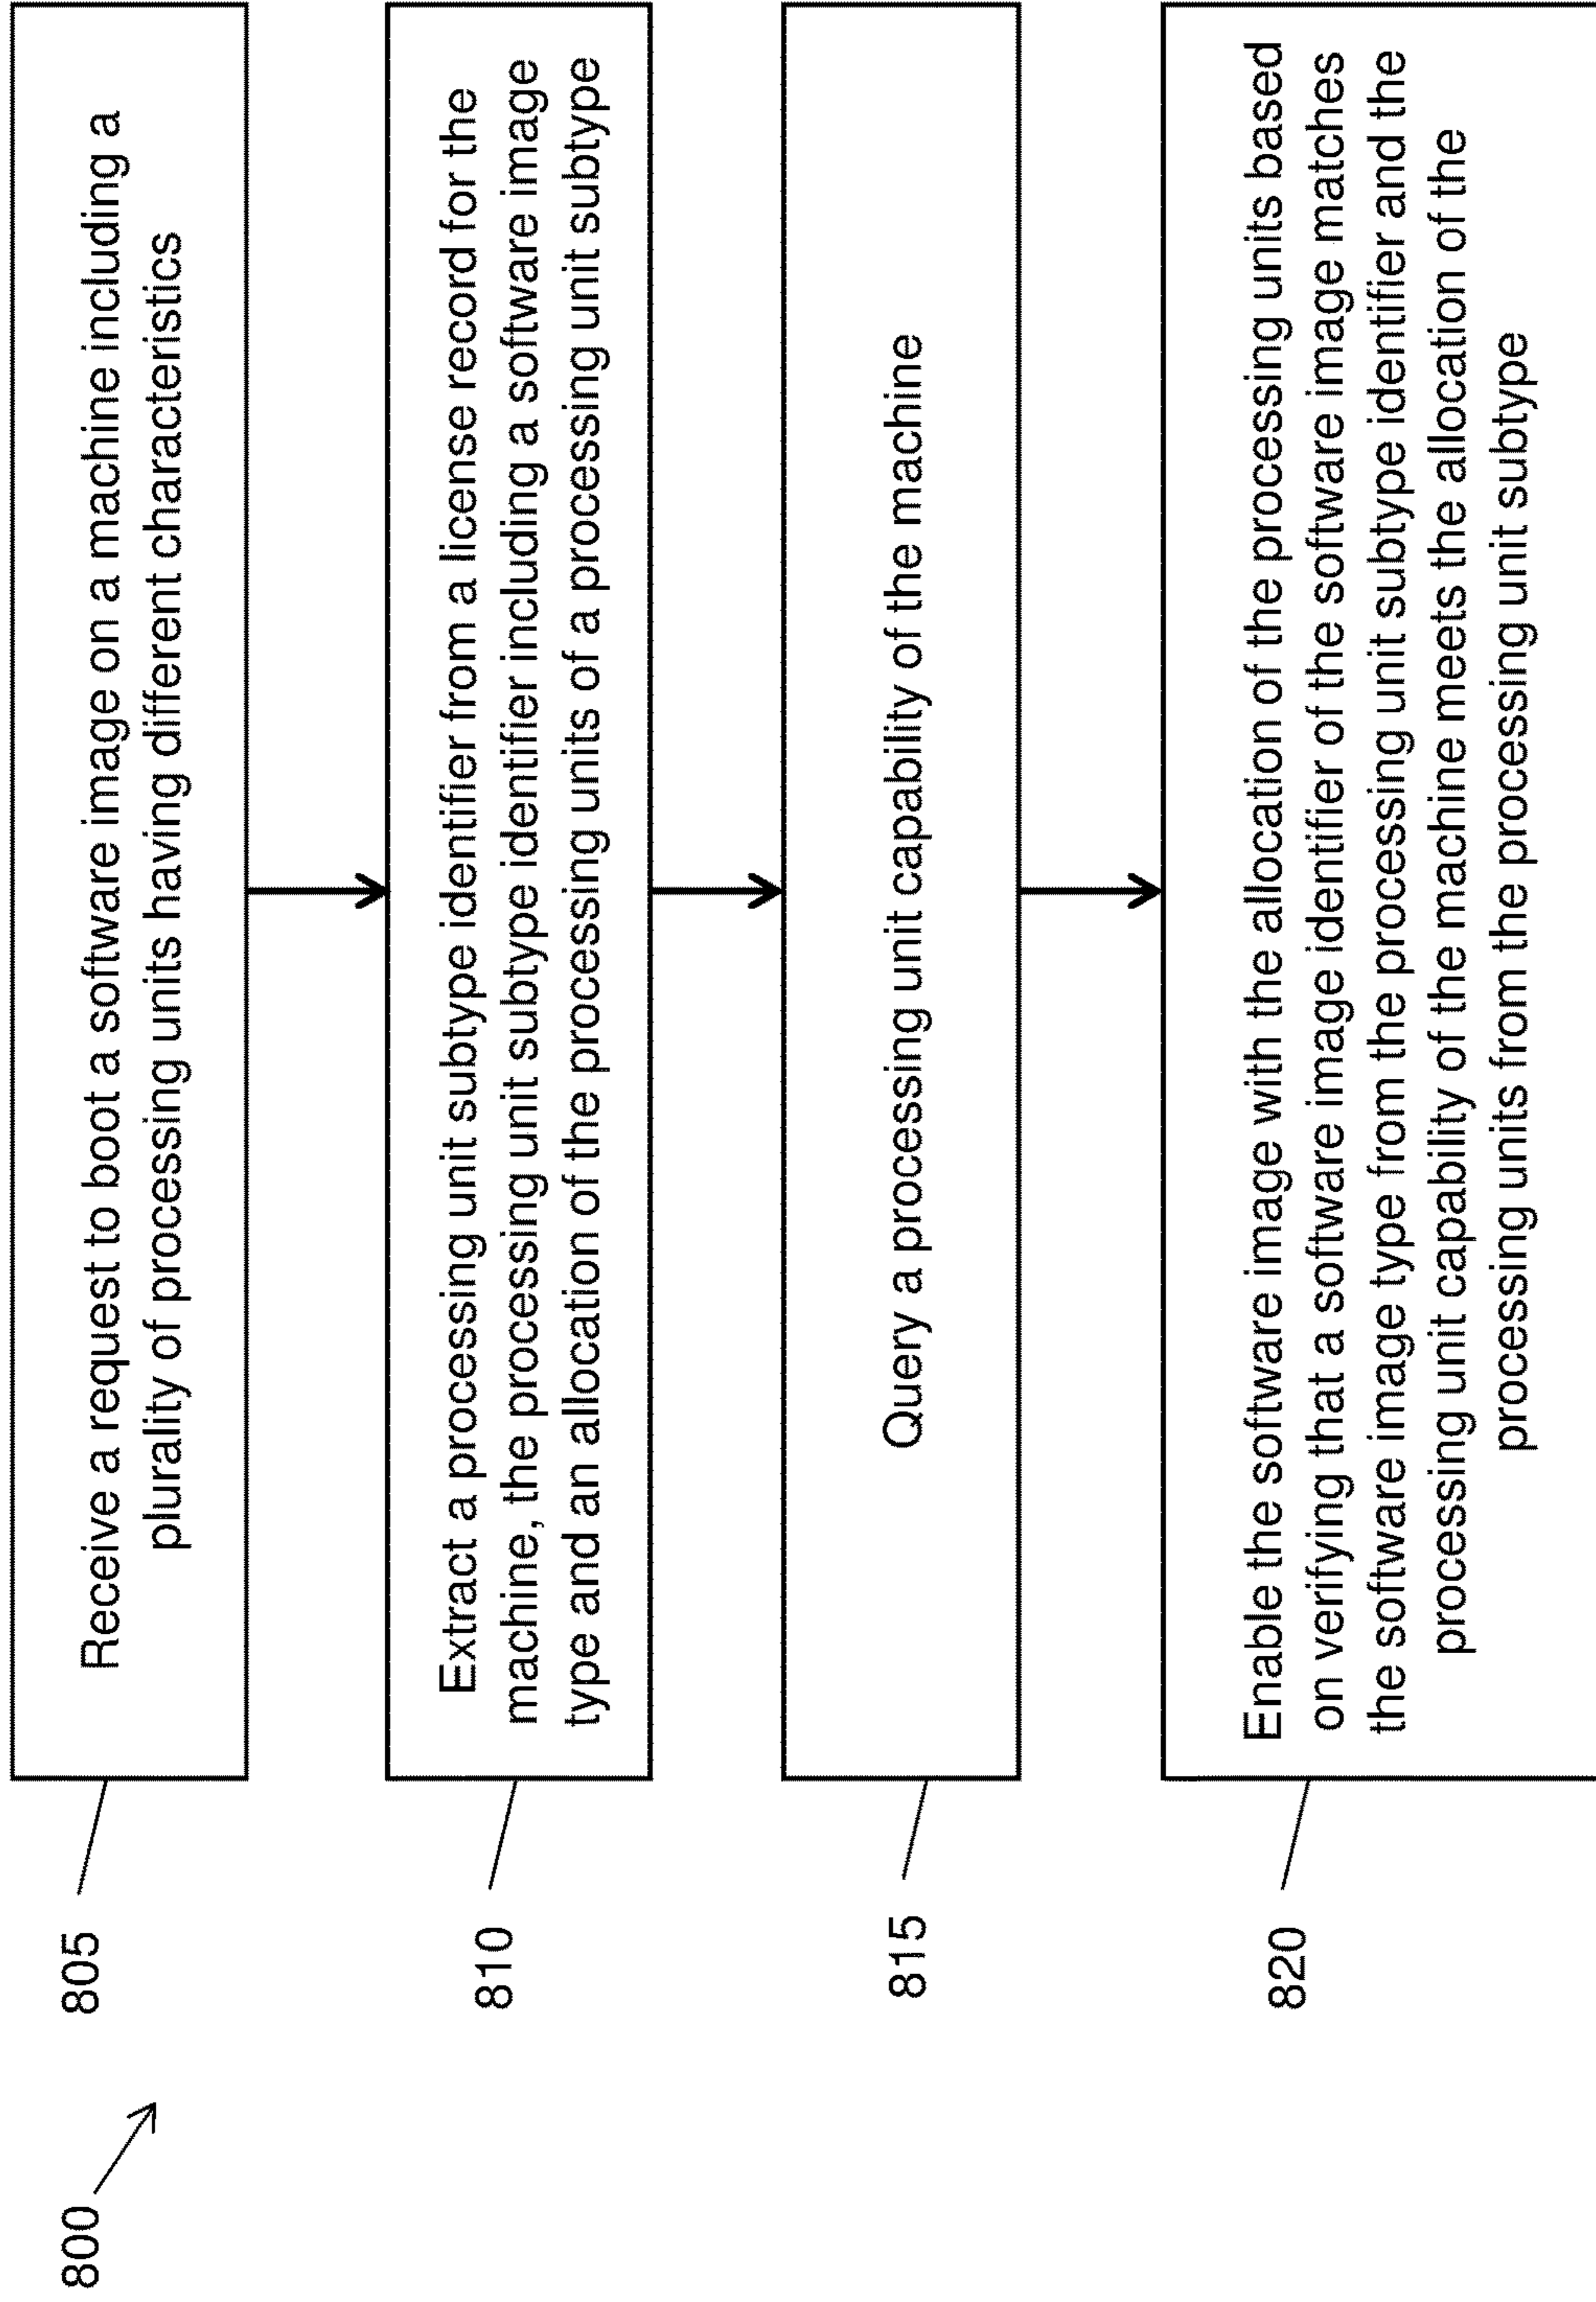 800
805
Receive a request to boot a software image on a machine including a
plurality of processing units having different characteristics
810
Extract a processing unit subtype identifier from a license record for the
machine, the processing unit subtype identifier including a software image
type and an allocation of the processing units of a processing unit subtype
815
Query a processing unit capability of the machine
820
Enable the software image with the allocation of the processing units based
on verifying that a software image identifier of the software image matches
the software image type from the processing unit subtype identifier and the
processing unit capability of the machine meets the allocation of the
processing units from the processing unit subtype